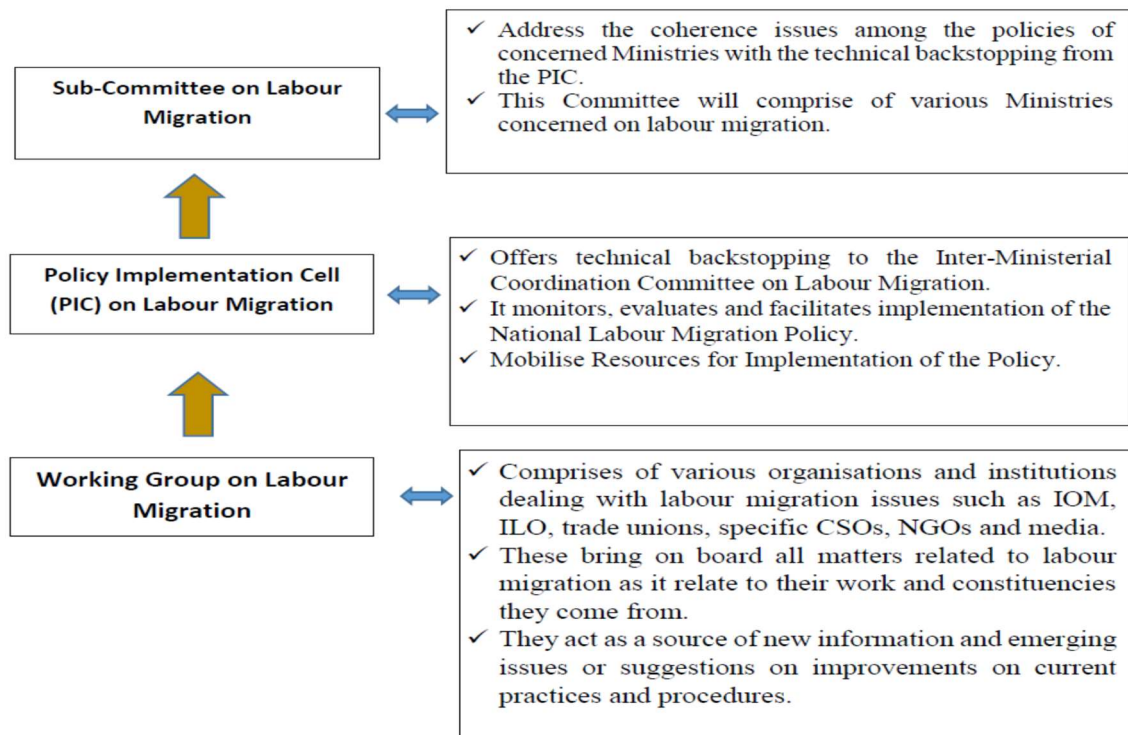 Sub-Committee on Labour
Migration
✓ Address the coherence issues among the policies of
concerned Ministries with the technical backstopping from
the PIC.
✓ This Committee will comprise of various Ministries
concerned on labour migration.
Policy Implementation Cell
(PIC) on Labour Migration
✓ Offers technical backstopping to the Inter-Ministerial
Coordination Committee on Labour Migration.
✓ It monitors, evaluates and facilitates implementation of the
National Labour Migration Policy.
✓ Mobilise Resources for Implementation of the Policy.
Working Group on Labour
Migration
✓ Comprises of various organisations and institutions
dealing with labour migration issues such as IOM,
ILO, trade unions, specific CSOs, NGOs and media.
✓ These bring on board all matters related to labour
migration as it relate to their work and constituencies
they come from.
✓ They act as a source of new information and emerging
issues or suggestions on improvements on current
practices and procedures.